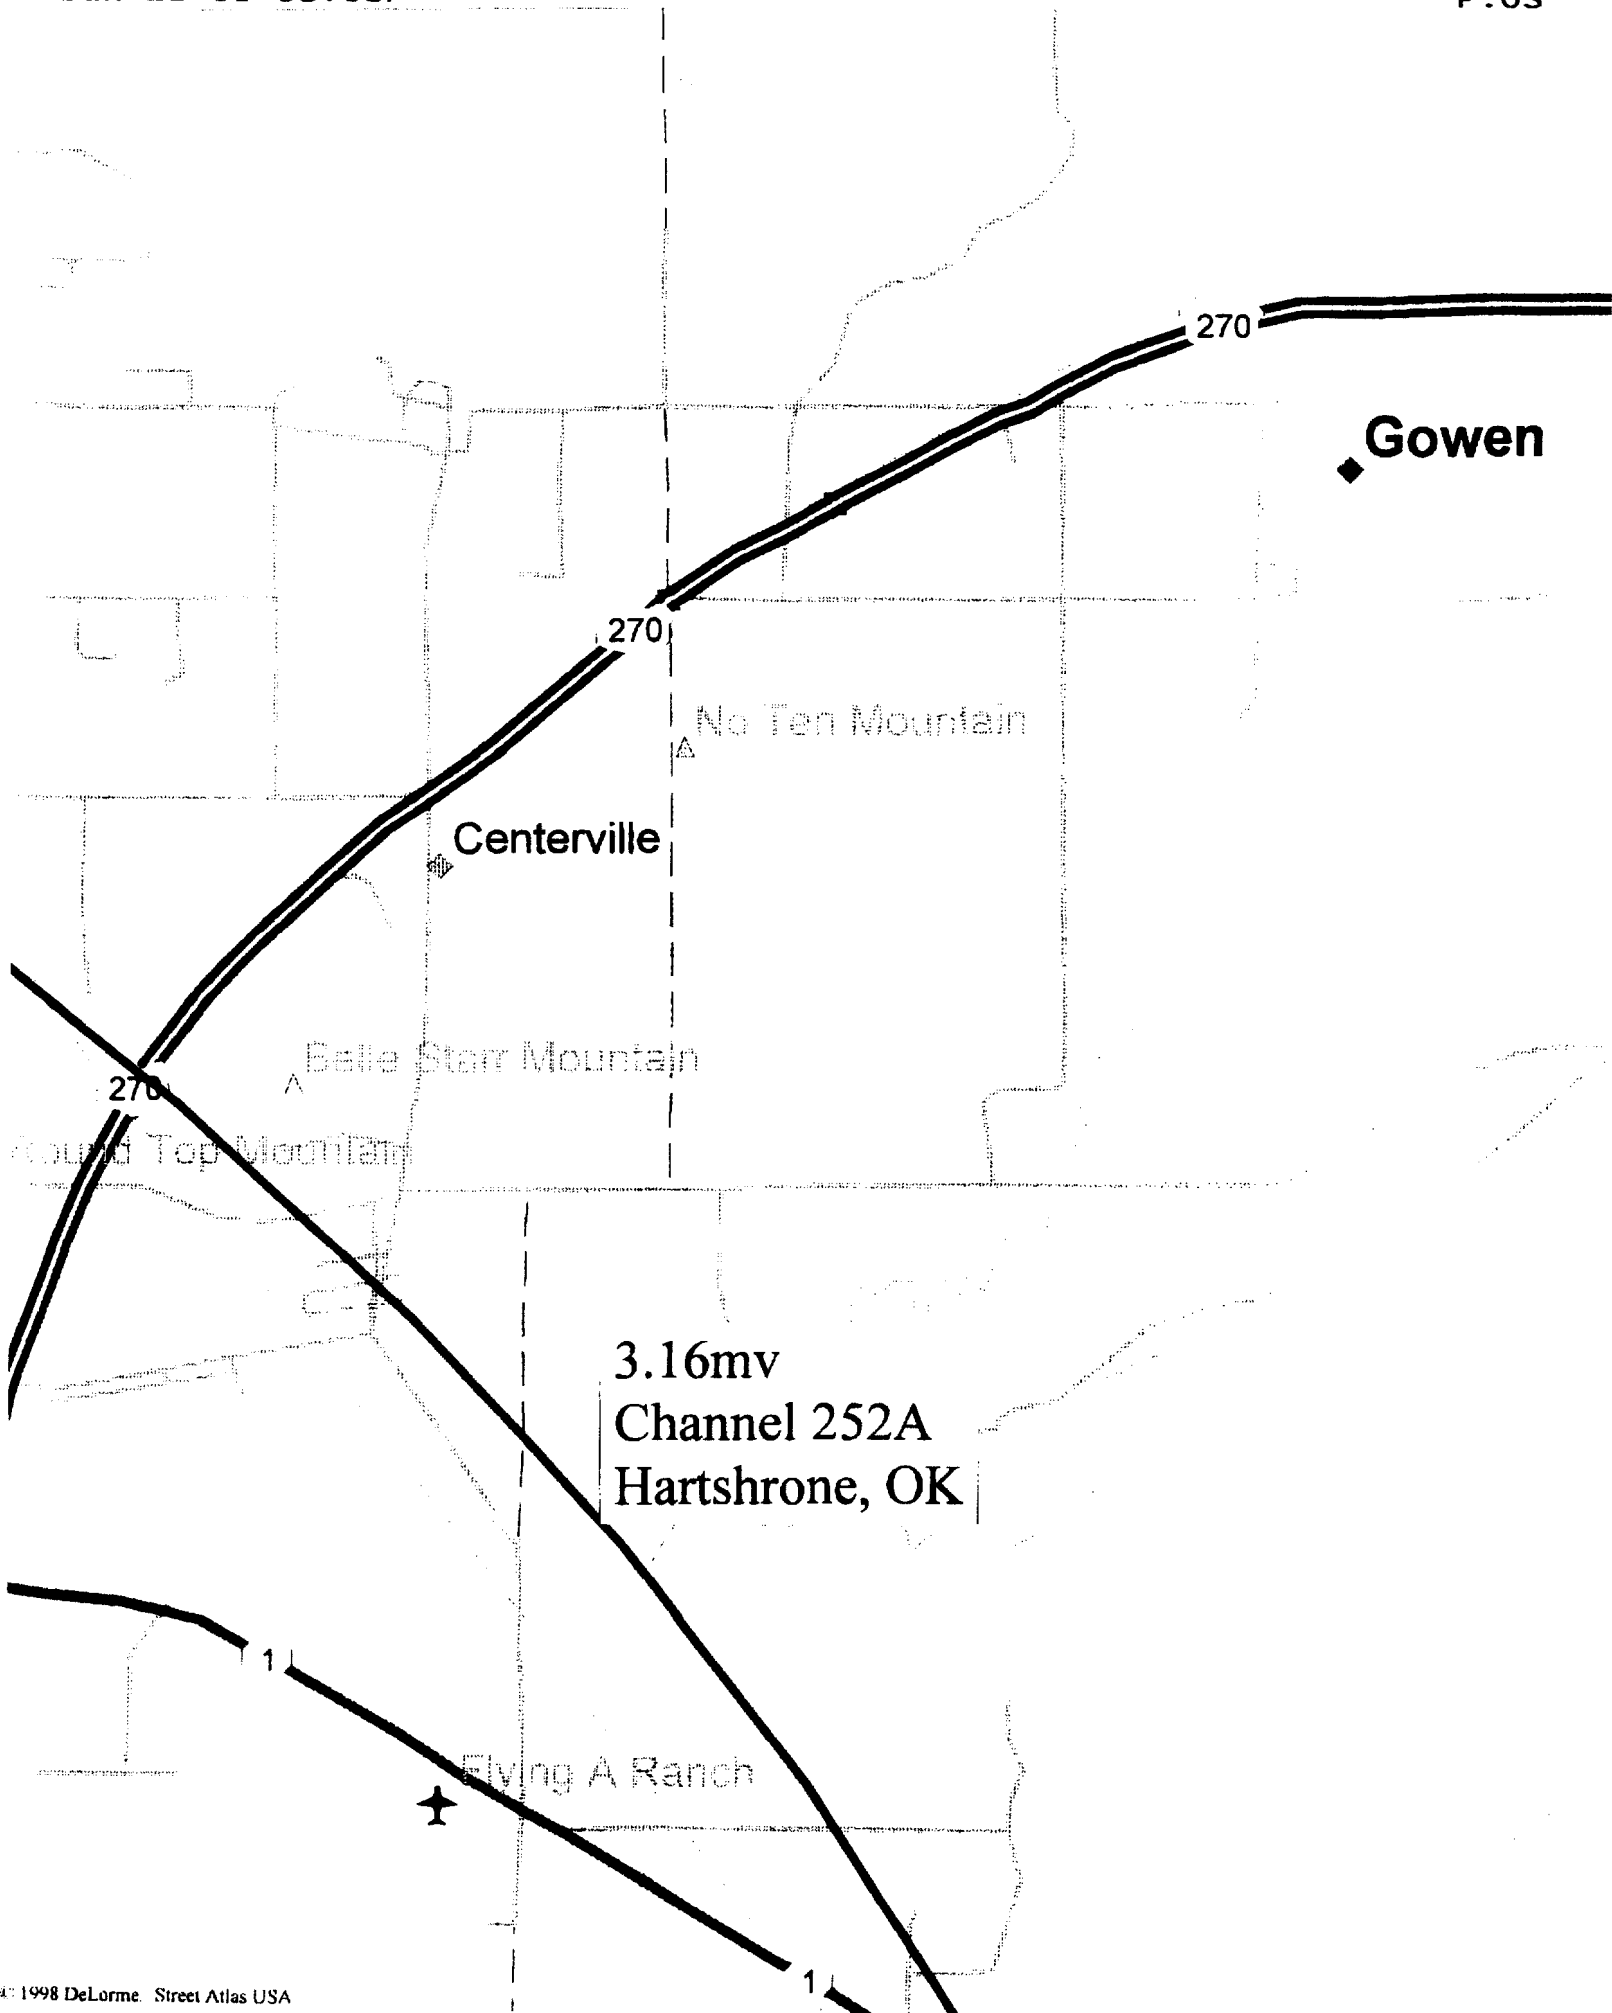 270
Gowen
270
No Ten Mountain
Centerville
Belle Starr Mountain
270
Round Top Mountain
3.16mv
Channel 252A
Hartshrone, OK
1
Flying A Ranch
1
1998 DeLorme. Street Atlas USA